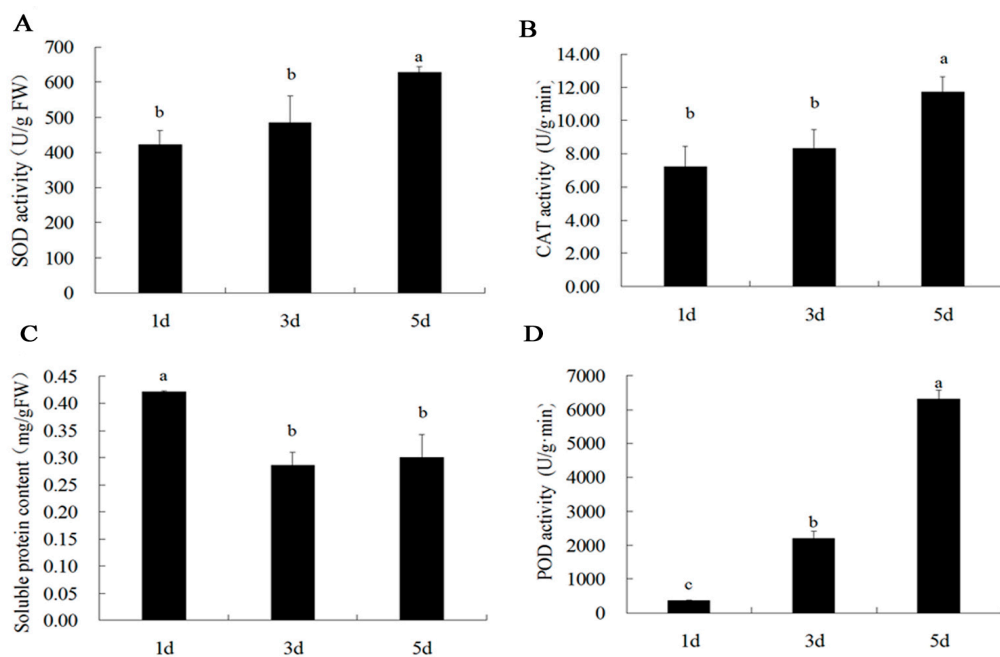 A
SOD activity（U/g FW）
700
600
500
400
300
200
100
0
b
b
a
1d
3d
5d
B
CAT activity (U/g·min)
14.00
12.00
10.00
8.00
6.00
4.00
2.00
0.00
b
b
a
1d
3d
5d
C
Soluble protein content（mg/gFW）
0.45
0.40
0.35
0.30
0.25
0.20
0.15
0.10
0.05
0.00
a
b
b
1d
3d
5d
D
POD activity (U/g·min)
7000
6000
5000
4000
3000
2000
1000
0
c
b
a
1d
3d
5d